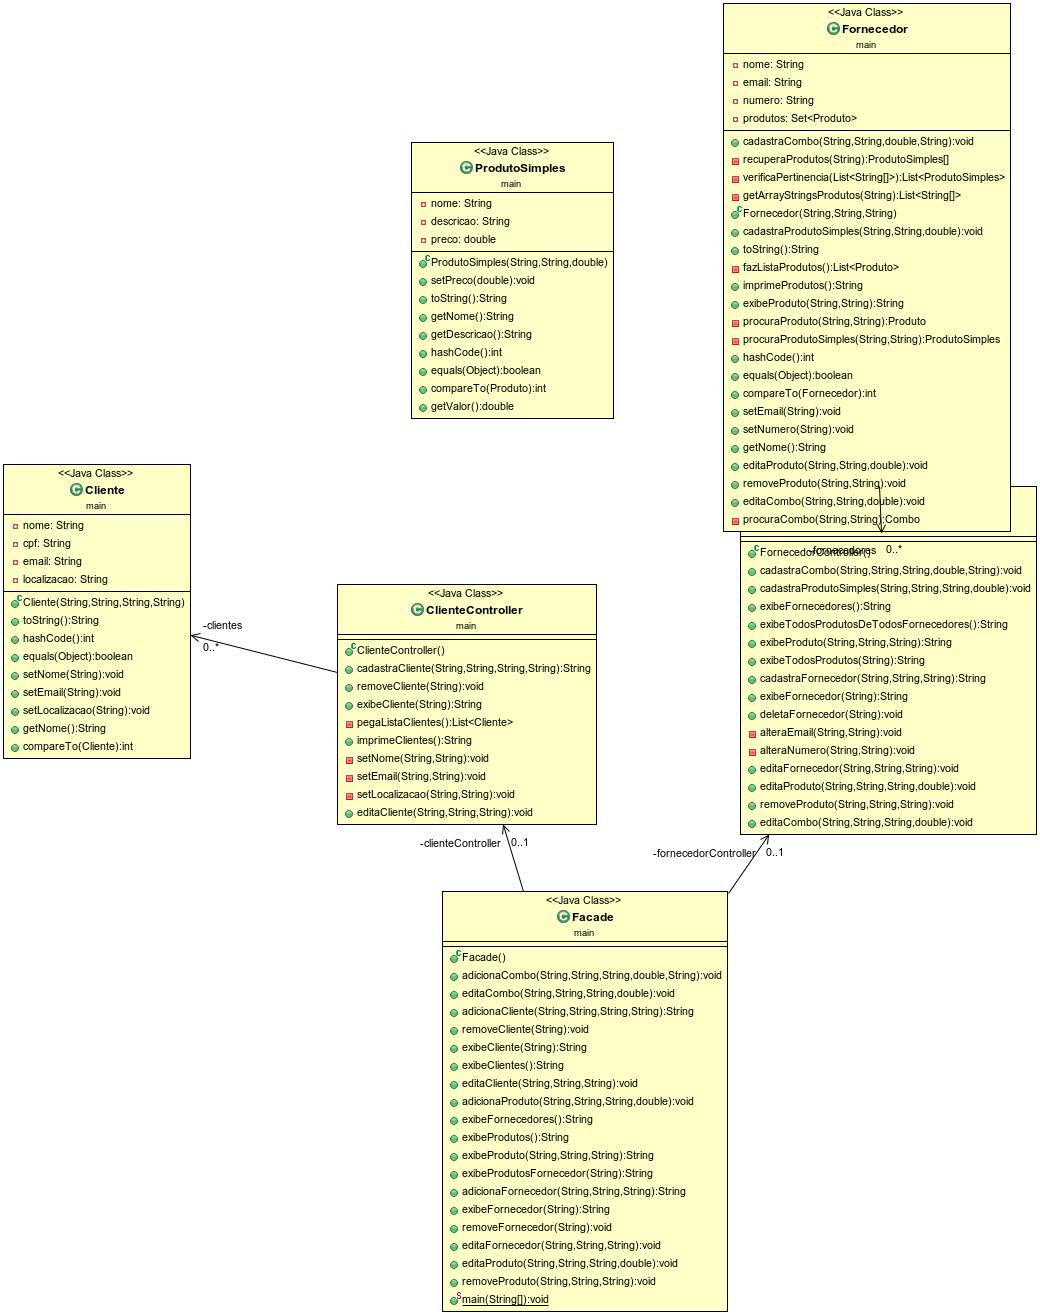 <<Java Class>>
Fornecedor
main
nome: String
email: String
numero: String
produtos: Set<Produto>
cadastraCombo(String,String,double,String):void
recuperaProdutos(String):ProdutoSimples[]
verificaPertinencia(List<String[]>):List<ProdutoSimples>
getArrayStringsProdutos(String):List<String[]>
Fornecedor(String,String,String)
cadastraProdutoSimples(String,String,double):void
toString():String
fazListaProdutos():List<Produto>
imprimeProdutos():String
exibeProduto(String,String):String
procuraProduto(String,String):Produto
procuraProdutoSimples(String,String):ProdutoSimples
hashCode():int
equals(Object):boolean
compareTo(Fornecedor):int
setEmail(String):void
setNumero(String):void
getNome():String
editaProduto(String,String,double):void
removeProduto(String,String):void
editaCombo(String,String,double):void
procuraCombo(String,String):Combo
<<Java Class>>
ProdutoSimples
main
nome: String
descricao: String
preco: double
ProdutoSimples(String,String,double)
setPreco(double):void
toString():String
getNome():String
getDescricao():String
hashCode():int
equals(Object):boolean
compareTo(Produto):int
getValor():double
<<Java Class>>
Cliente
main
nome: String
cpf: String
email: String
localizacao: String
Cliente(String,String,String,String)
toString():String
hashCode():int
equals(Object):boolean
setNome(String):void
setEmail(String):void
setLocalizacao(String):void
getNome():String
compareTo(Cliente):int
-clientes
0..*
<<Java Class>>
ClienteController
main
ClienteController()
cadastraCliente(String,String,String,String):String
removeCliente(String):void
exibeCliente(String):String
pegaListaClientes():List<Cliente>
imprimeClientes():String
setNome(String,String):void
setEmail(String,String):void
setLocalizacao(String,String):void
editaCliente(String,String,String):void
-fornecedores 0..*
FornecedorController()
cadastraCombo(String,String,String,double,String):void
cadastraProdutoSimples(String,String,String,double):void
exibeFornecedores():String
exibeTodosProdutosDeTodosFornecedores():String
exibeProduto(String,String,String):String
exibeTodosProdutos(String):String
cadastraFornecedor(String,String,String):String
exibeFornecedor(String):String
deletaFornecedor(String):void
alteraEmail(String,String):void
alteraNumero(String,String):void
editaFornecedor(String,String,String):void
editaProduto(String,String,String,double):void
removeProduto(String,String,String):void
editaCombo(String,String,String,double):void
-clienteController 0..1
-fornecedorController 0..1
<<Java Class>>
Facade
main
Facade()
adicionaCombo(String,String,String,double,String):void
editaCombo(String,String,String,double):void
adicionaCliente(String,String,String,String):String
removeCliente(String):void
exibeCliente(String):String
exibeClientes():String
editaCliente(String,String,String):void
adicionaProduto(String,String,String,double):void
exibeFornecedores():String
exibeProdutos():String
exibeProduto(String,String,String):String
exibeProdutosFornecedor(String):String
adicionaFornecedor(String,String,String):String
exibeFornecedor(String):String
removeFornecedor(String):void
editaFornecedor(String,String,String):void
editaProduto(String,String,String,double):void
removeProduto(String,String,String):void
main(String[]):void